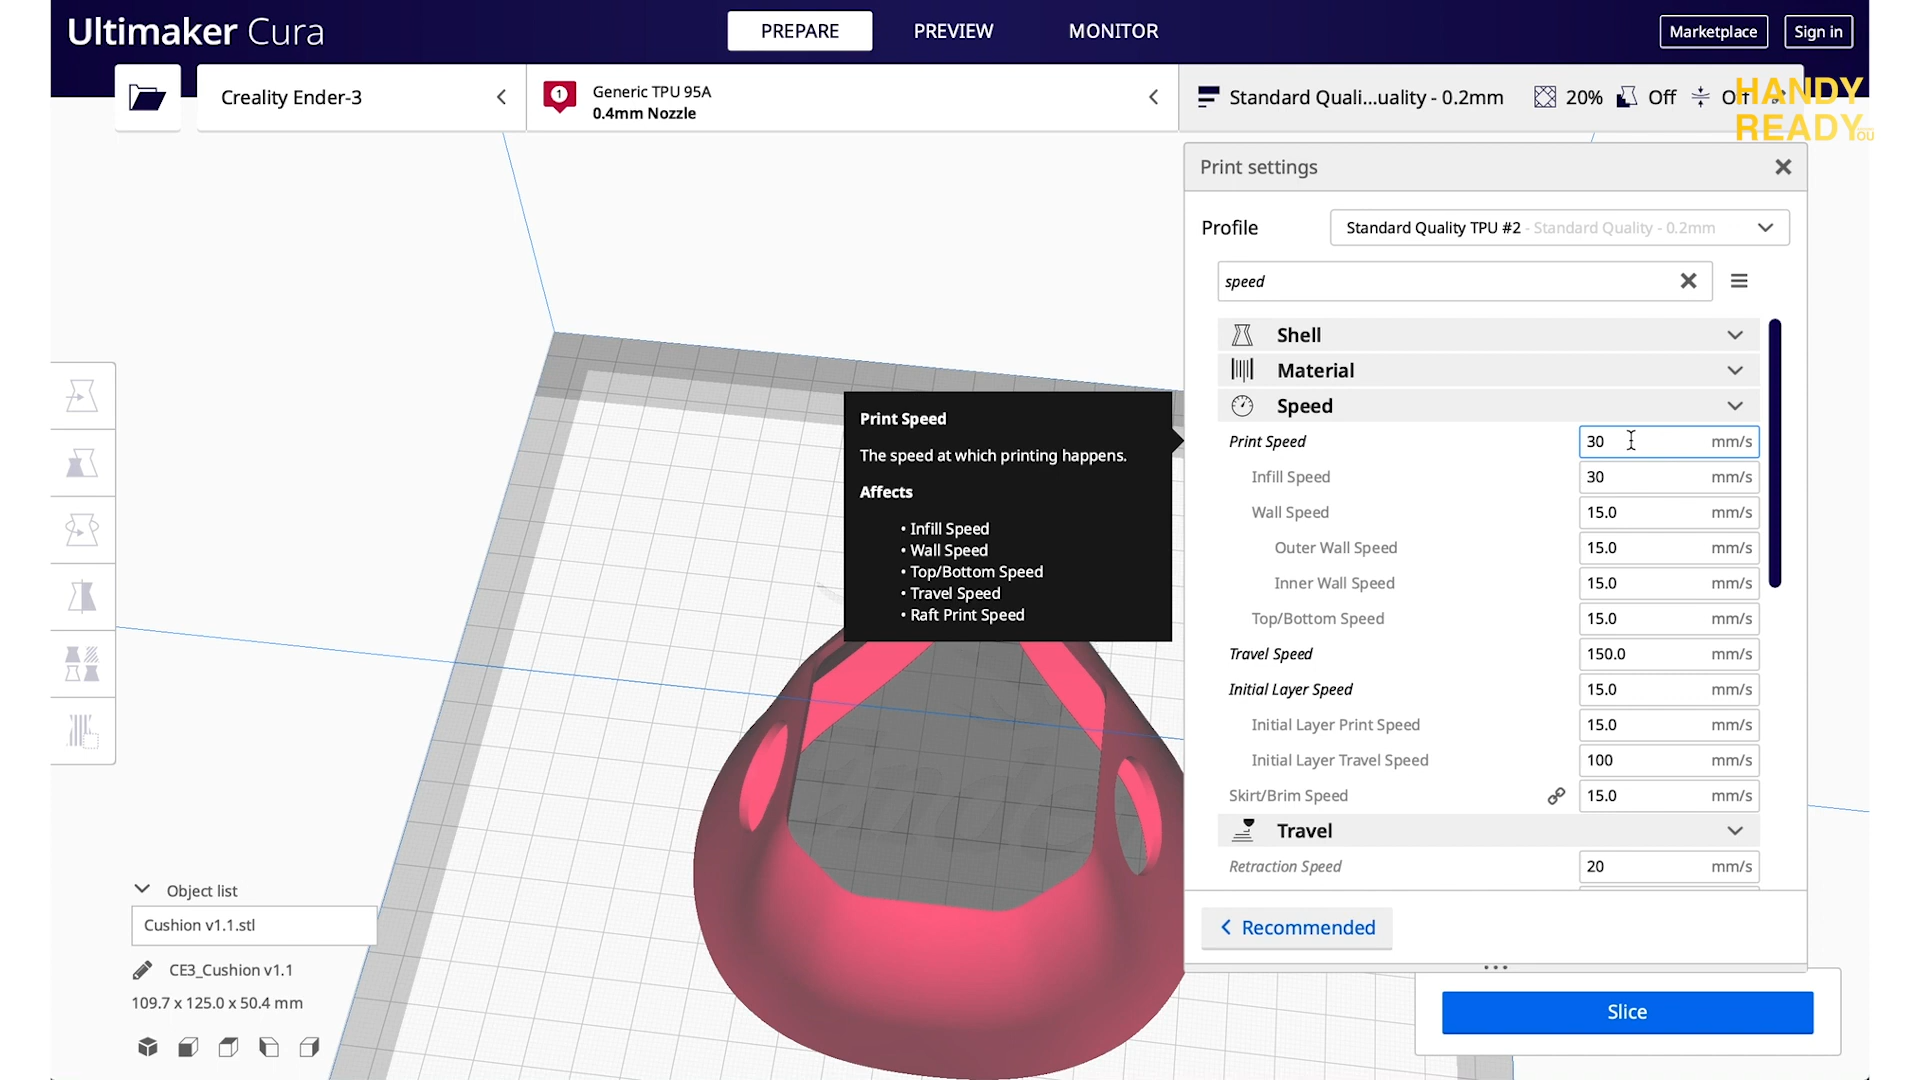 Ultimaker Cura
PREPARE
PREVIEW
MONITOR
Marketplace
Sign in
Creality Ender-3
1
Generic TPU 95A
0.4mm Nozzle
Standard Quali...uality - 0.2mm
20%
Off
HANDY
READY
Print settings
Profile
Standard Quality TPU #2 - Standard Quality - 0.2mm
speed
Shell
Material
Speed
Print Speed 30 mm/s
Infill Speed 30 mm/s
Wall Speed 15.0 mm/s
Outer Wall Speed 15.0 mm/s
Inner Wall Speed 15.0 mm/s
Top/Bottom Speed 15.0 mm/s
Travel Speed 150.0 mm/s
Initial Layer Speed 15.0 mm/s
Initial Layer Print Speed 15.0 mm/s
Initial Layer Travel Speed 100 mm/s
Skirt/Brim Speed 15.0 mm/s
Travel
Retraction Speed 20 mm/s
Recommended
Slice
Print Speed
The speed at which printing happens.
Affects
• Infill Speed
• Wall Speed
• Top/Bottom Speed
• Travel Speed
• Raft Print Speed
Object list
Cushion v1.1.stl
CE3_Cushion v1.1
109.7 x 125.0 x 50.4 mm